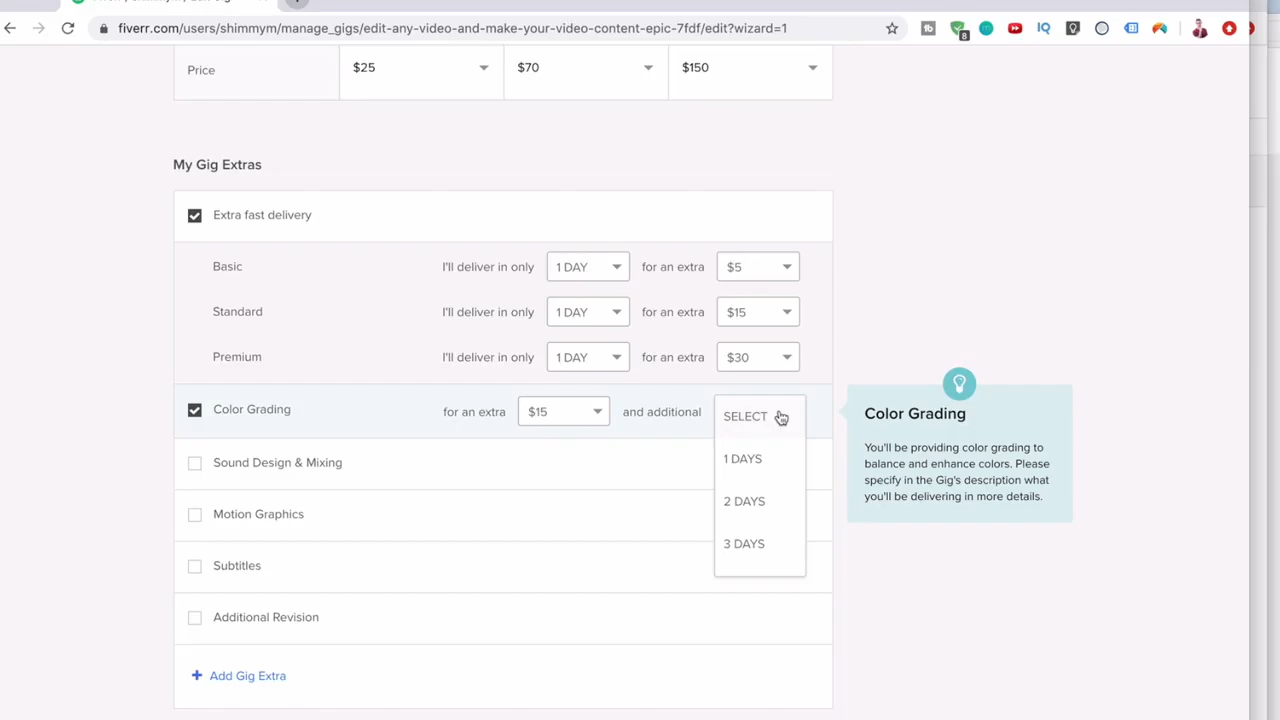 fiverr.com/users/shimmym/manage_gigs/edit-any-video-and-make-your-video-content-epic-7fdf/edit?wizard=1
8
Price $25 $70 $150
My Gig Extras
Extra fast delivery
Basic I'll deliver in only 1 DAY for an extra $5
Standard I'll deliver in only 1 DAY for an extra $15
Premium I'll deliver in only 1 DAY for an extra $30
Color Grading for an extra $15 and additional SELECT
1 DAYS
2 DAYS
3 DAYS
Color Grading
You'll be providing color grading to
balance and enhance colors. Please
specify in the Gig's description what
you'll be delivering in more details.
Sound Design & Mixing
Motion Graphics
Subtitles
Additional Revision
+ Add Gig Extra